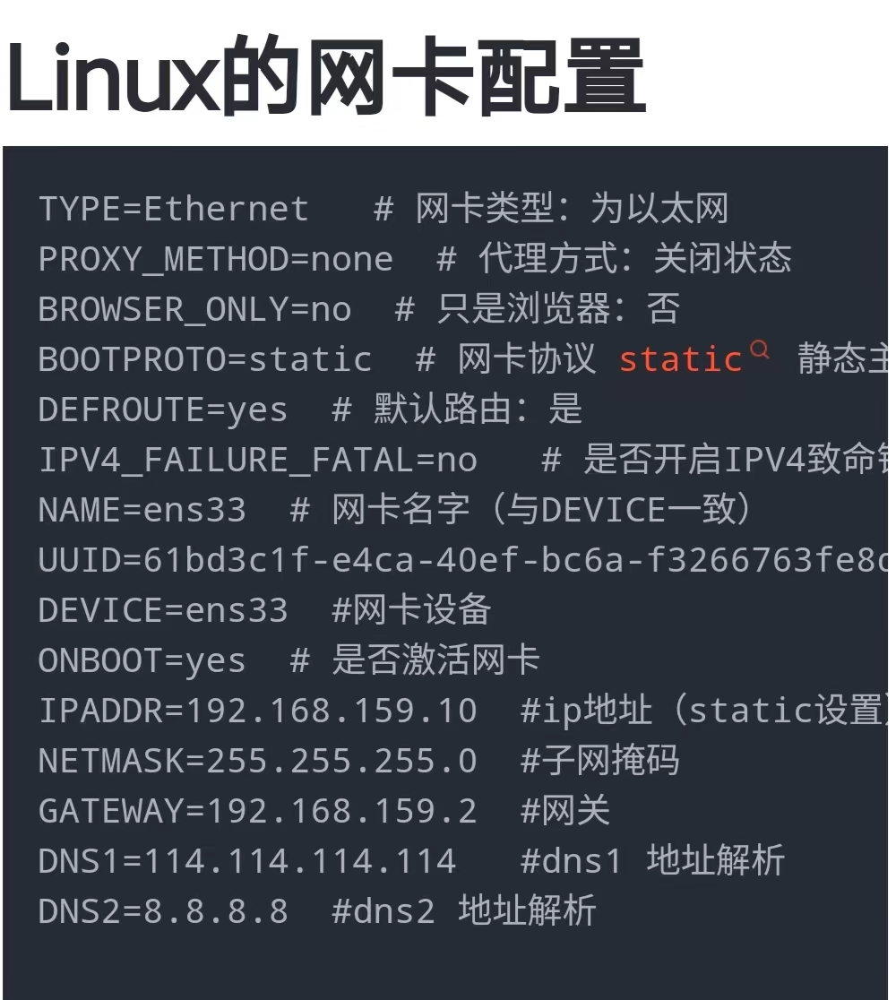 Linux的网卡配置
TYPE=Ethernet   # 网卡类型：为以太网
PROXY_METHOD=none  # 代理方式：关闭状态
BROWSER_ONLY=no  # 只是浏览器：否
BOOTPROTO=static  # 网卡协议 static 静态主
DEFROUTE=yes  # 默认路由：是
IPV4_FAILURE_FATAL=no   # 是否开启IPV4致命
NAME=ens33  # 网卡名字（与DEVICE一致）
UUID=61bd3c1f-e4ca-40ef-bc6a-f3266763fe8
DEVICE=ens33  #网卡设备
ONBOOT=yes  # 是否激活网卡
IPADDR=192.168.159.10  #ip地址（static设置）
NETMASK=255.255.255.0  #子网掩码
GATEWAY=192.168.159.2  #网关
DNS1=114.114.114.114   #dns1 地址解析
DNS2=8.8.8.8  #dns2 地址解析